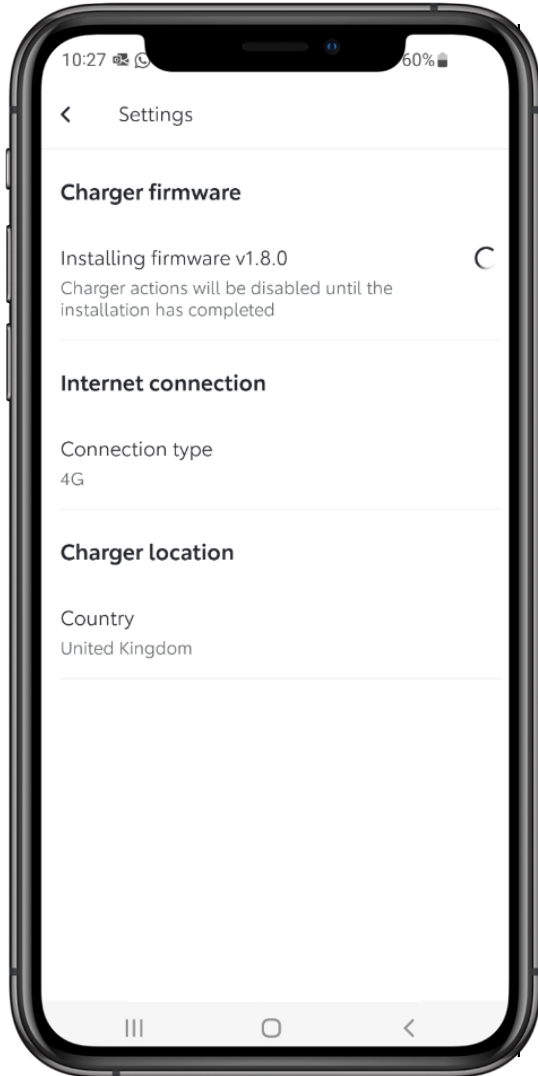 10:27 60%
Settings
Charger firmware
Installing firmware v1.8.0
Charger actions will be disabled until the
installation has completed
Internet connection
Connection type
4G
Charger location
Country
United Kingdom